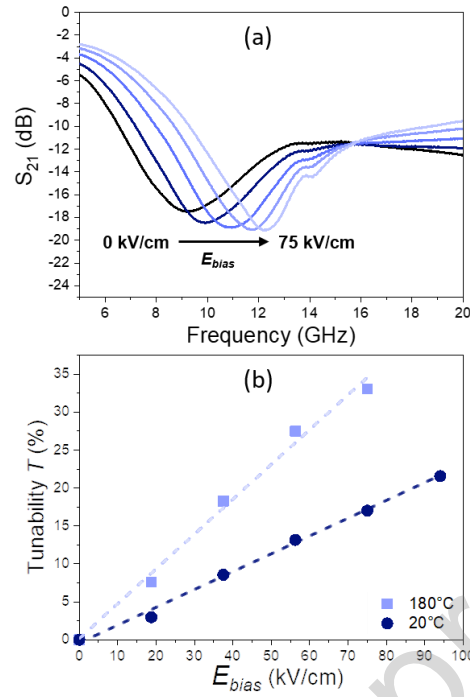 (a)
0
-2
-4
-6
-8
-10
-12
-14
-16
-18
-20
-22
-24
S21 (dB)
0 kV/cm 75 kV/cm
Ebias
6 8 10 12 14 16 18 20
Frequency (GHz)
(b)
35
30
25
20
15
10
5
0
Tunability T (%)
180°C
20°C
0 10 20 30 40 50 60 70 80 90 100
Ebias (kV/cm)